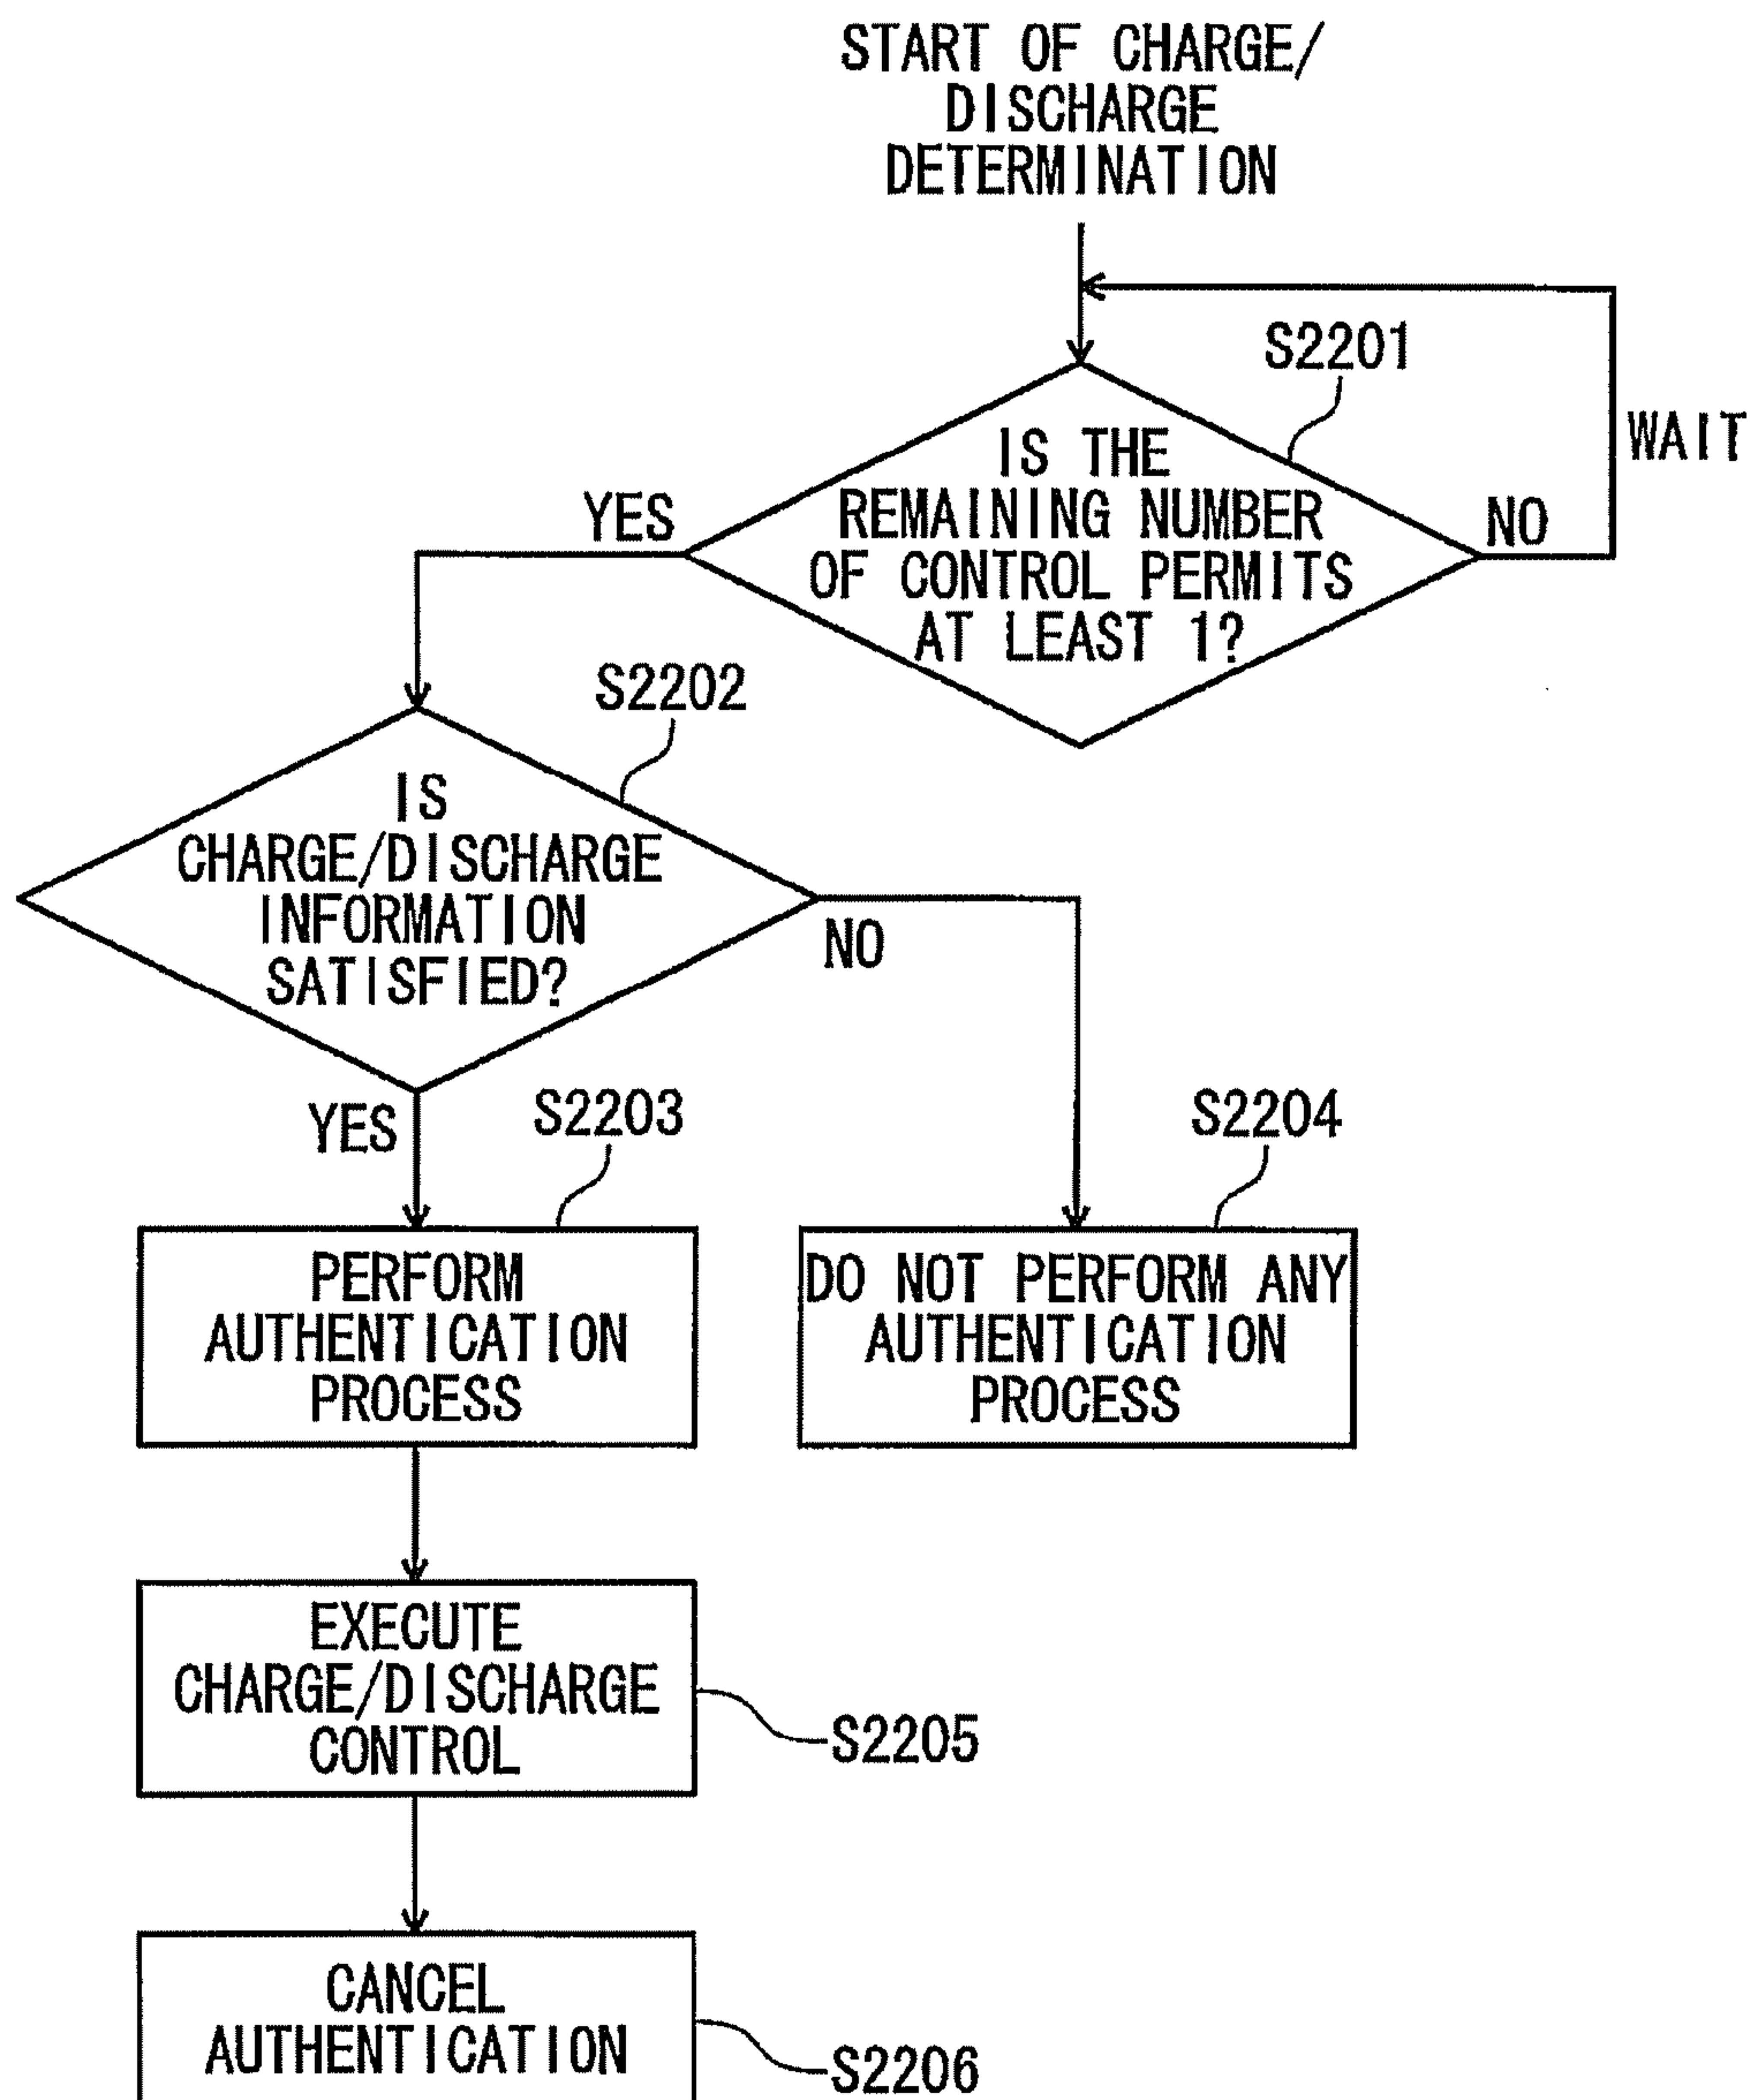 START OF CHARGE/
DISCHARGE
DETERMINATION
S2201
WAIT
IS THE
REMAINING NUMBER
OF CONTROL PERMITS
AT LEAST 1?
YES
NO
S2202
IS
CHARGE/DISCHARGE
INFORMATION
SATISFIED?
NO
YES
S2203
S2204
PERFORM
AUTHENTICATION
PROCESS
DO NOT PERFORM ANY
AUTHENTICATION
PROCESS
EXECUTE
CHARGE/DISCHARGE
CONTROL
S2205
CANCEL
AUTHENTICATION
S2206